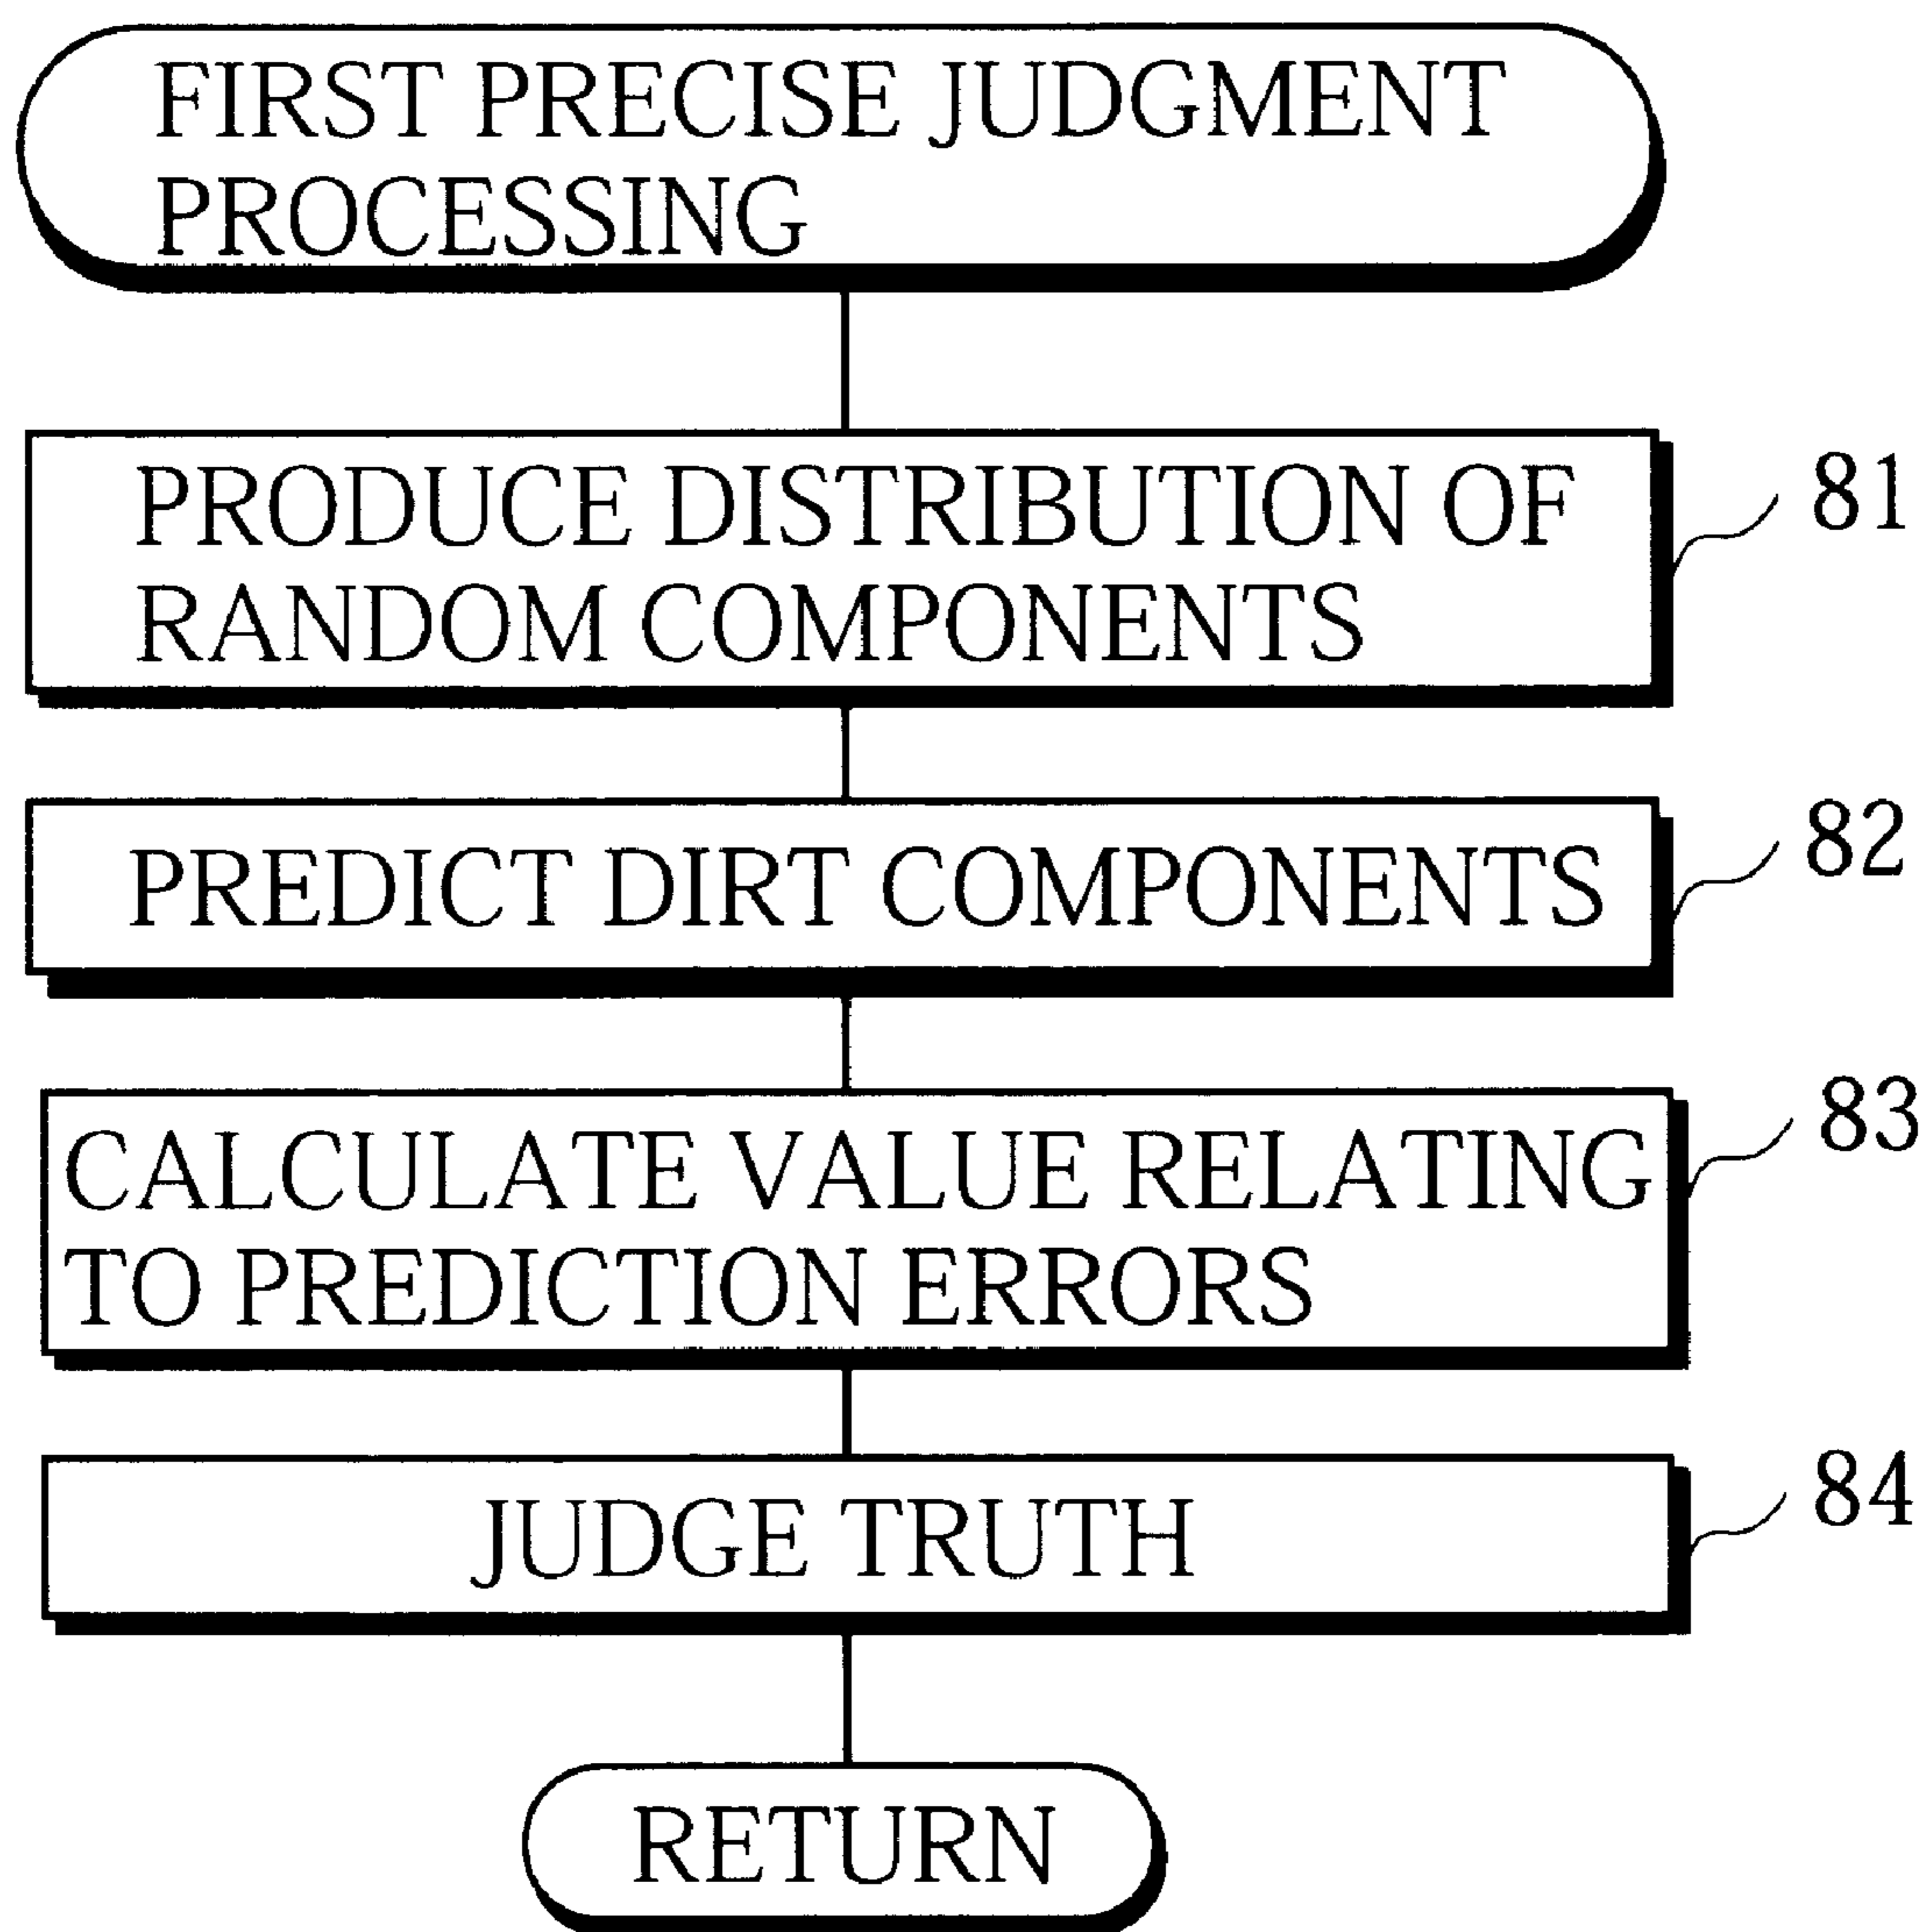 FIRST PRECISE JUDGMENT
PROCESSING
PRODUCE DISTRIBUTION OF
RANDOM COMPONENTS
81
PREDICT DIRT COMPONENTS
82
CALCULATE VALUE RELATING
TO PREDICTION ERRORS
83
JUDGE TRUTH
84
RETURN